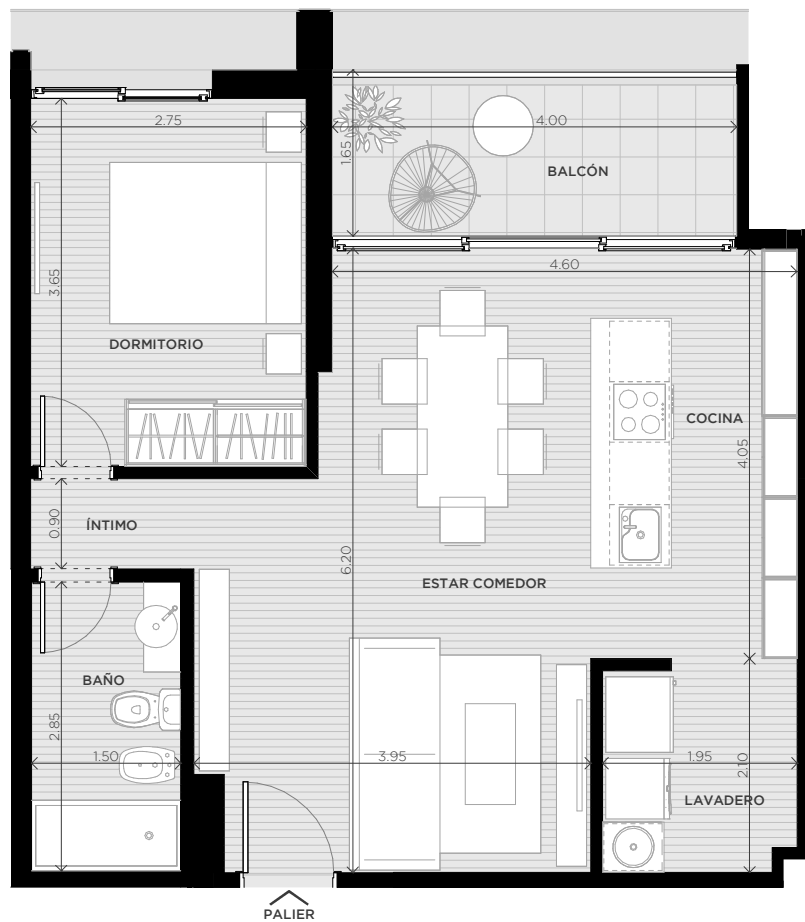 2.75
4.00
1.65
BALCÓN
4.60
3.65
DORMITORIO
COCINA
4.05
0.90
ÍNTIMO
6.20
ESTAR COMEDOR
BAÑO
2.85
1.50
3.95
1.95
2.10
LAVADERO
PALIER